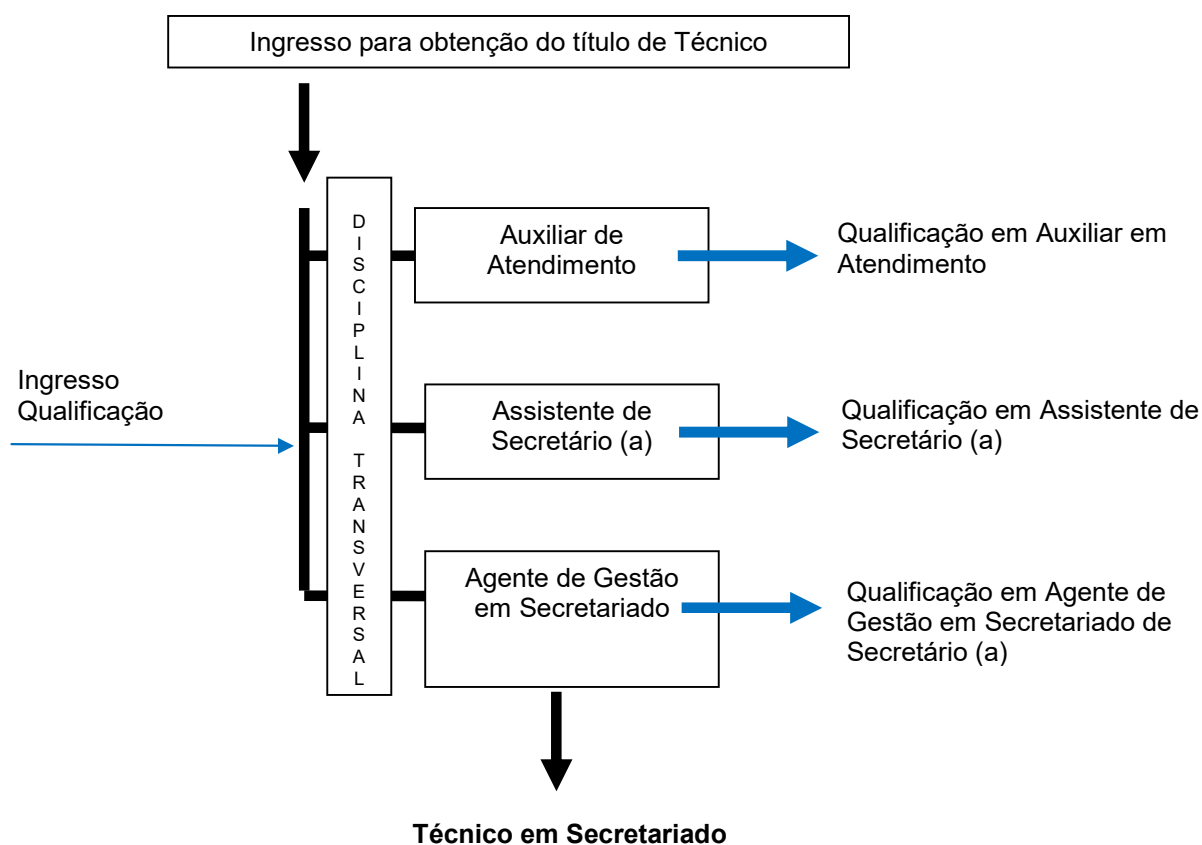 Ingresso para obtenção do título de Técnico
DISCIPLINA TRANSVERSAL
Auxiliar de
Atendimento
Qualificação em Auxiliar em
Atendimento
Ingresso
Qualificação
Assistente de
Secretário (a)
Qualificação em Assistente de
Secretário (a)
Agente de Gestão
em Secretariado
Qualificação em Agente de
Gestão em Secretariado de
Secretário (a)
Técnico em Secretariado